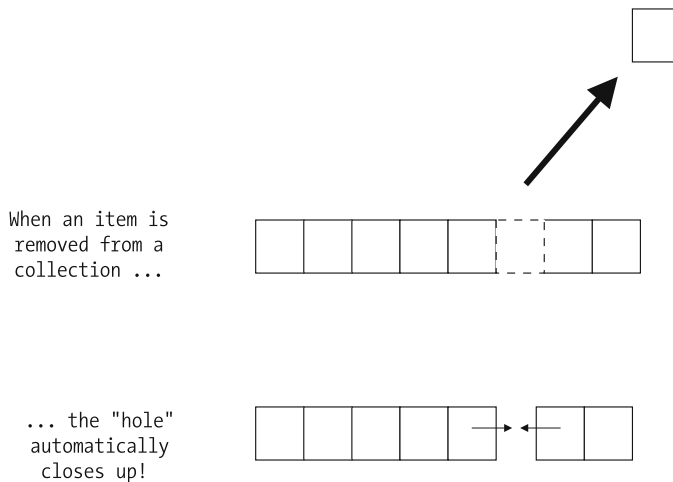 When an item is
removed from a
collection ...
... the "hole"
automatically
closes up!